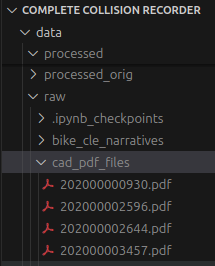 COMPLETE COLLISION RECORDER
data
processed
processed_orig
raw
.ipynb_checkpoints
bike_cle_narratives
cad_pdf_files
202000000930.pdf
202000002596.pdf
202000002644.pdf
202000003457.pdf